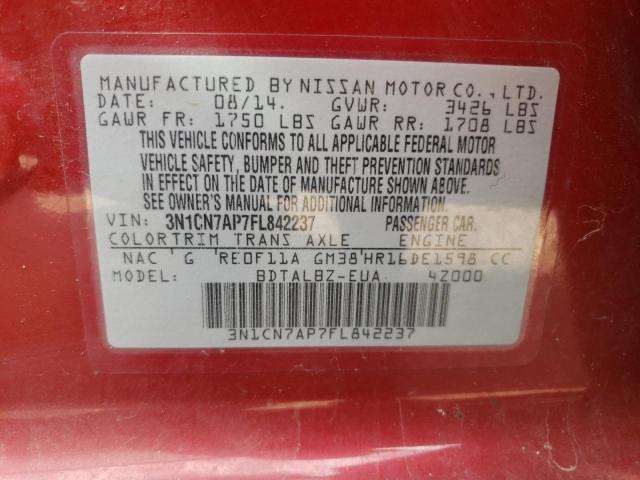 MANUFACTURED BY NISSAN MOTOR CO., LTD.
DATE: 08/14. GVWR: 3426 LBS
GAWR FR: 1750 LBS GAWR RR: 1708 LBS
THIS VEHICLE CONFORMS TO ALL APPLICABLE FEDERAL MOTOR
VEHICLE SAFETY, BUMPER AND THEFT PREVENTION STANDARDS
IN EFFECT ON THE DATE OF MANUFACTURE SHOWN ABOVE.
SEE OWNER'S MANUAL FOR ADDITIONAL INFORMATION.
VIN: 3N1CN7AP7FL842237 PASSENGER CAR.
COLORTRIM TRANS AXLE ENGINE
NAC G RE0F11A GM38 HR16DE1598 CC
MODEL: BDTALBZ-EUA 4Z000
3N1CN7AP7FL842237